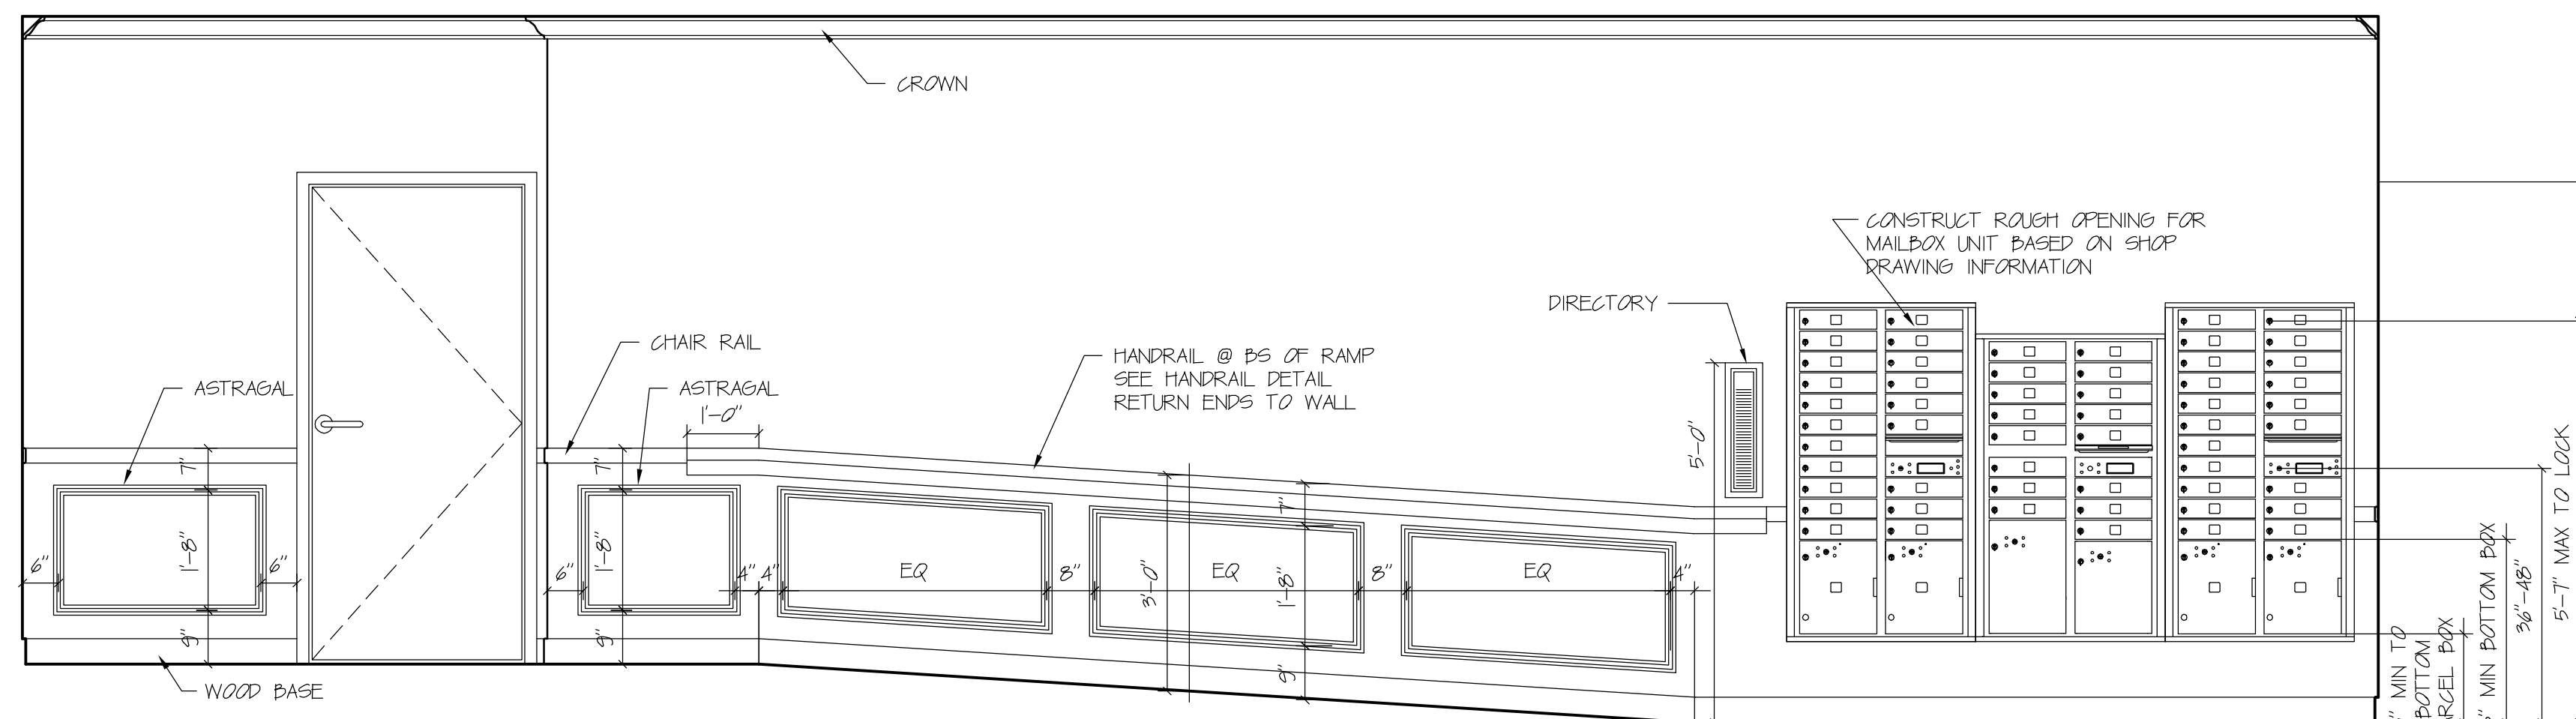 CROWN
CONSTRUCT ROUGH OPENING FOR
MAILBOX UNIT BASED ON SHOP
DRAWING INFORMATION
DIRECTORY
CHAIR RAIL
HANDRAIL @ BS OF RAMP
SEE HANDRAIL DETAIL
RETURN ENDS TO WALL
ASTRAGAL
ASTRAGAL
1'-0"
5'-0"
7"
7"
7"
6"
1'-8"
6"
6"
1'-8"
4"
4"
EQ
8"
3'-0"
EQ
1'-8"
8"
EQ
4"
9"
9"
9"
WOOD BASE
MIN TO
BOTTOM
MIN BOTTOM BOX
36"-48"
5'-7" MAX TO LOCK